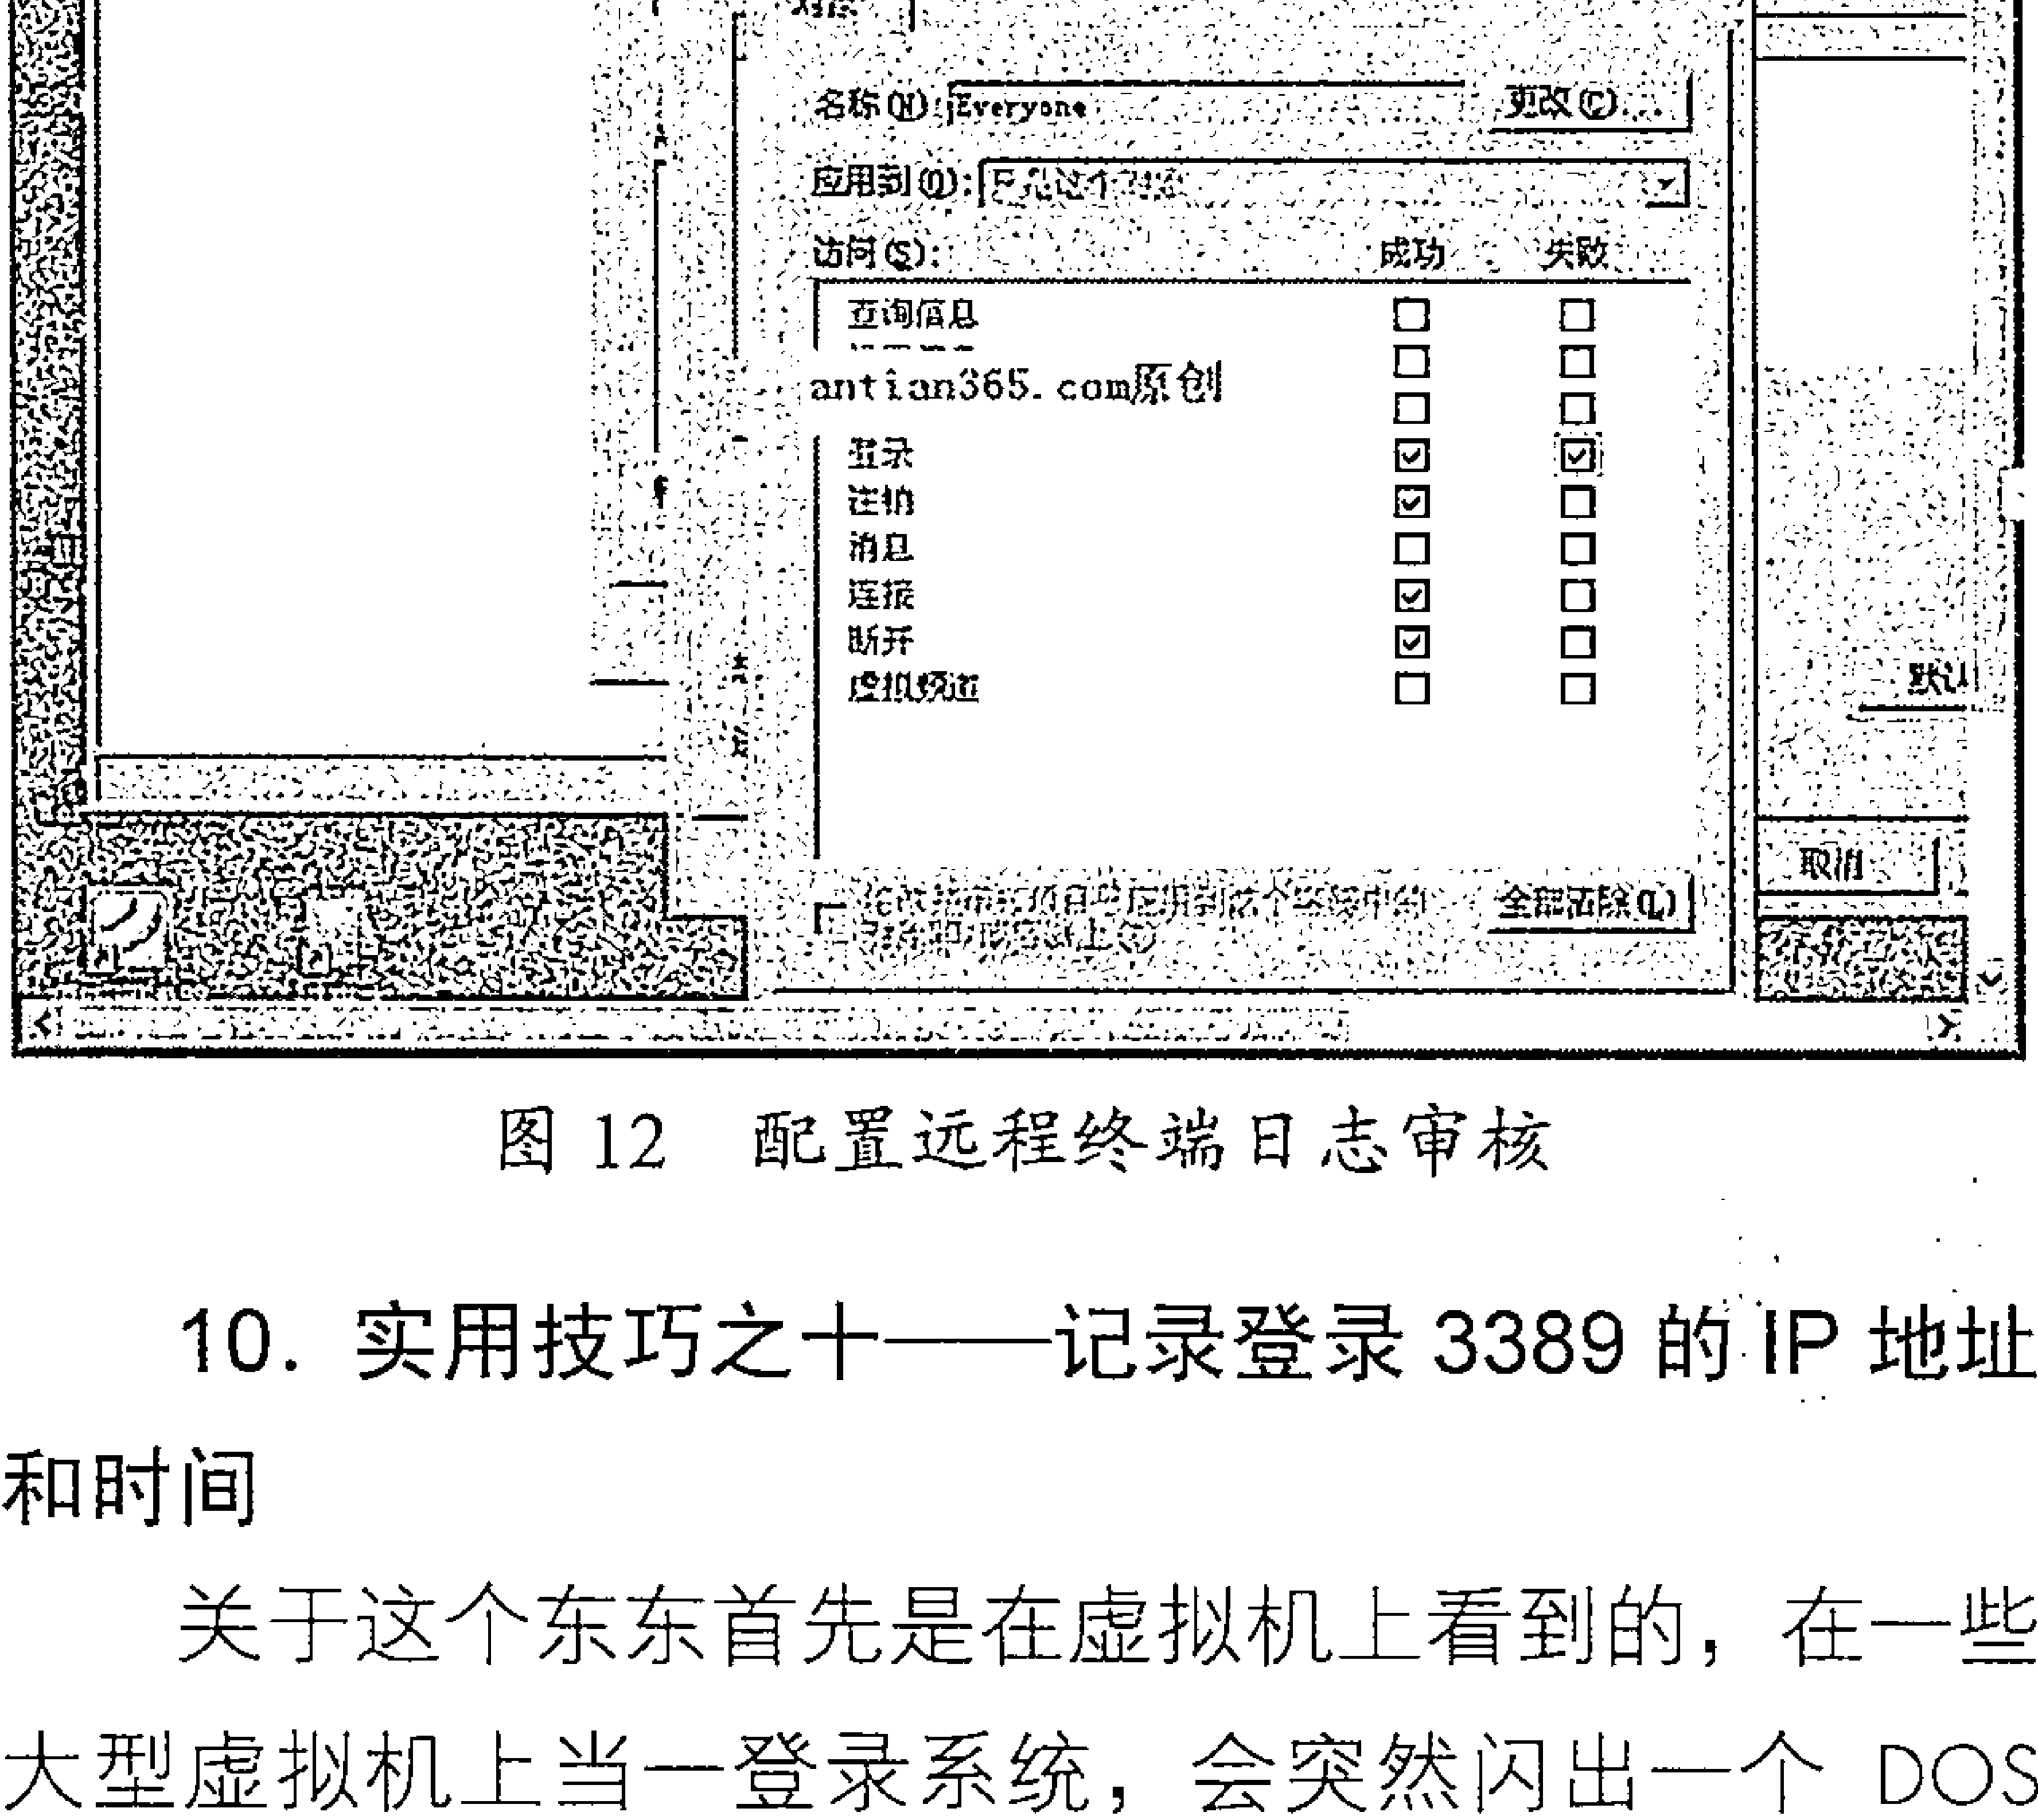 名称(N): Everyone 更改(C)...
应用到(O):
访问(S): 成功 失败
查询信息
antian365.com原创
登录
注销
消息
连接
断开
虚拟频道
默认
取消
全部清除(L)
图 12 配置远程终端日志审核
10. 实用技巧之十——记录登录 3389 的 IP 地址
和时间
关于这个东东首先是在虚拟机上看到的，在一些
大型虚拟机上当一登录系统，会突然闪出一个 DOS